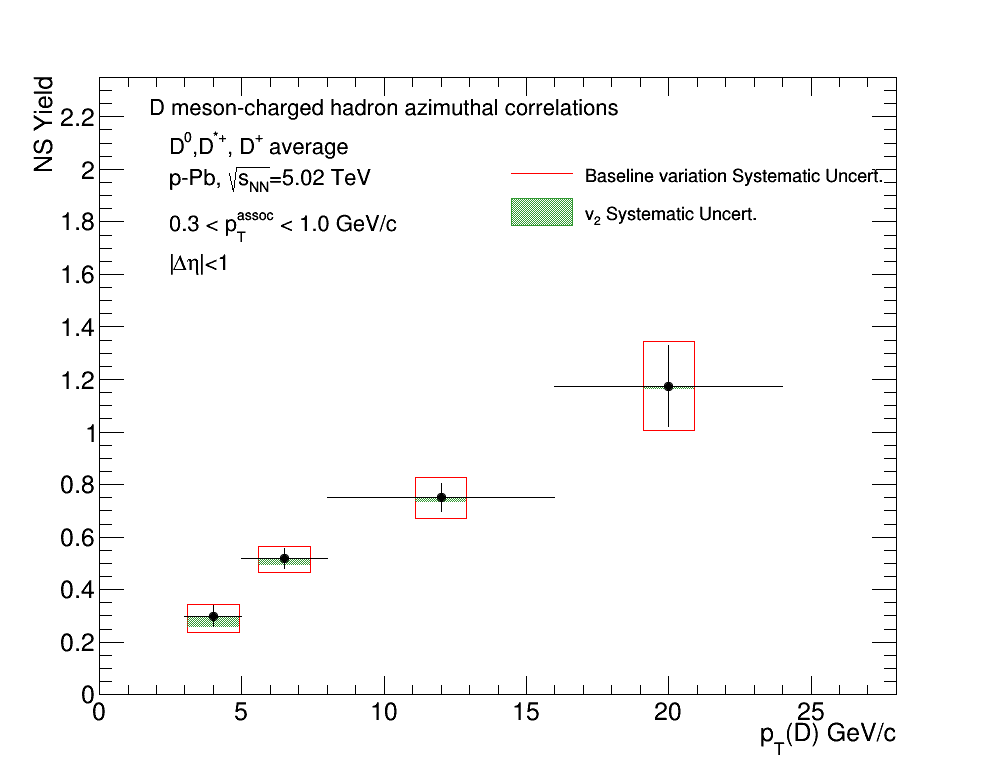 NS Yield
D meson-charged hadron azimuthal correlations
D⁰,D*⁺, D⁺ average
p-Pb, √sNN=5.02 TeV
0.3 < pTassoc < 1.0 GeV/c
|Δη|<1
Baseline variation Systematic Uncert.
v₂ Systematic Uncert.
2.2
2
1.8
1.6
1.4
1.2
1
0.8
0.6
0.4
0.2
0
0 5 10 15 20 25
pT(D) GeV/c